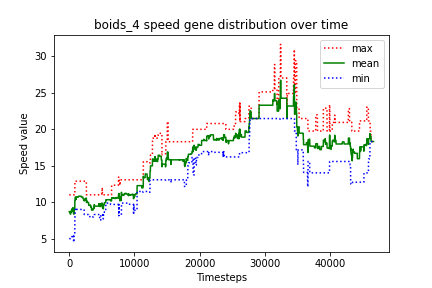 boids_4 speed gene distribution over time
max
mean
min
Speed value
30
25
20
15
10
5
0
10000
20000
30000
40000
Timesteps